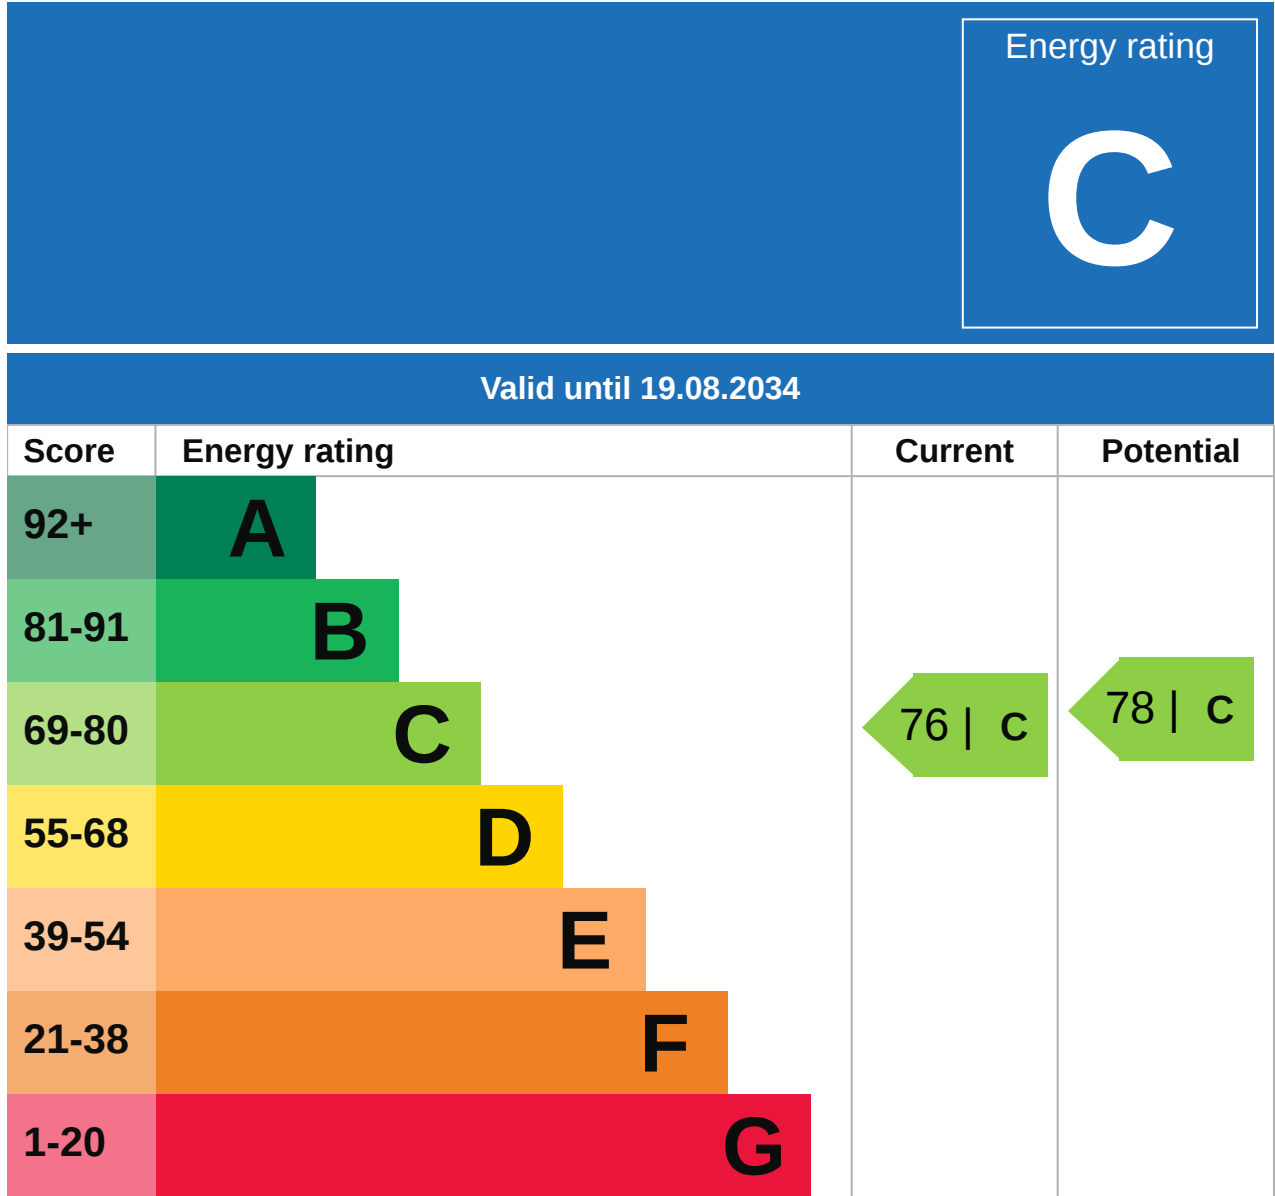 Energy rating
C
Valid until 19.08.2034
Score Energy rating Current Potential
92+ A
81-91 B
69-80 C 76 | C 78 | C
55-68 D
39-54 E
21-38 F
1-20 G